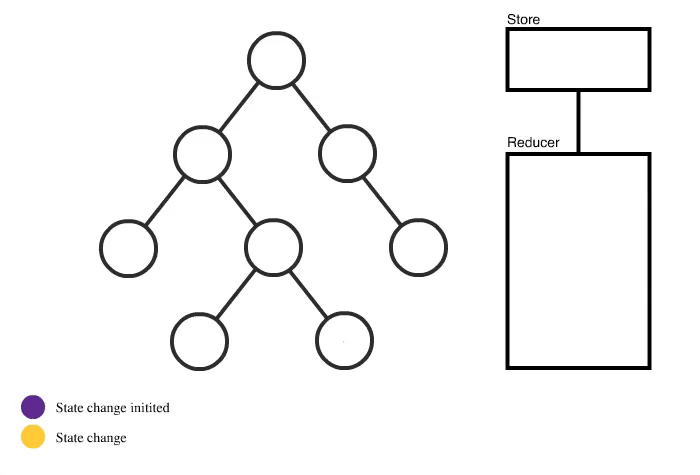 Store
Reducer
State change initited
State change